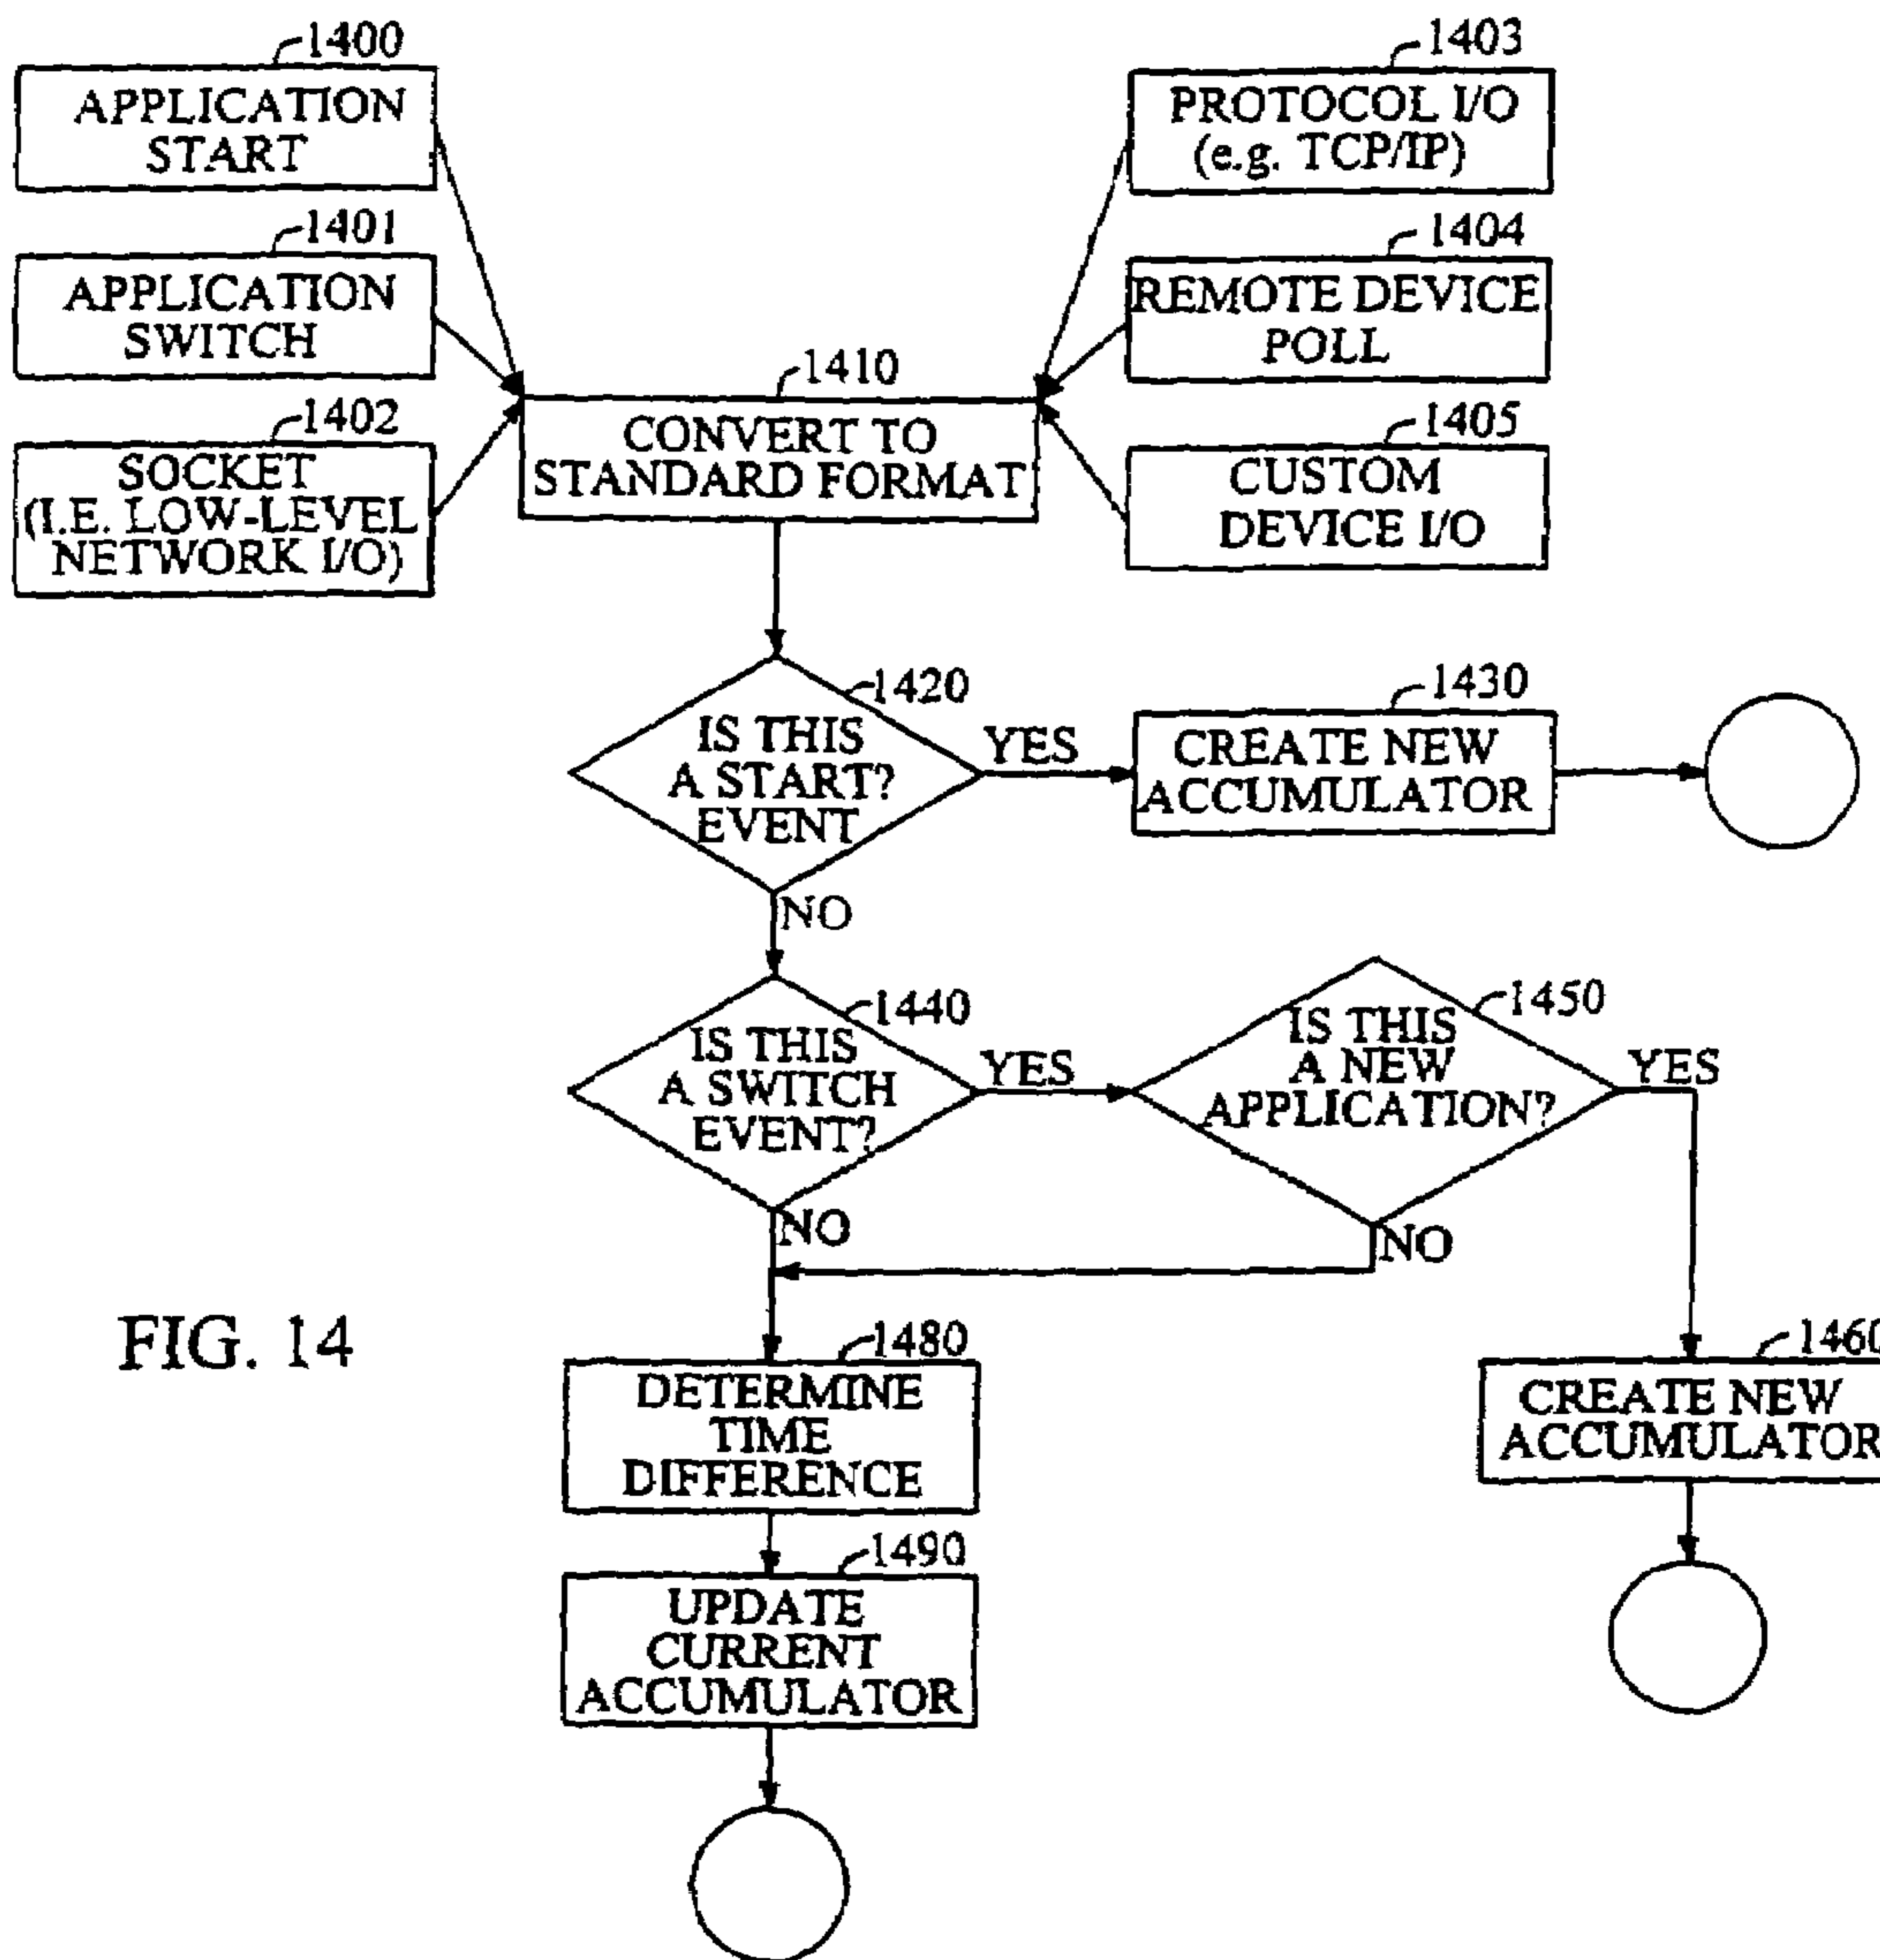 1400
APPLICATION
START
1401
APPLICATION
SWITCH
1402
SOCKET
(I.E. LOW-LEVEL
NETWORK I/O)
1403
PROTOCOL I/O
(e.g. TCP/IP)
1404
REMOTE DEVICE
POLL
1405
CUSTOM
DEVICE I/O
1410
CONVERT TO
STANDARD FORMAT
1420
IS THIS
A START?
EVENT
YES
1430
CREATE NEW
ACCUMULATOR
NO
1440
IS THIS
A SWITCH
EVENT?
YES
1450
IS THIS
A NEW
APPLICATION?
YES
NO
NO
FIG. 14
1480
DETERMINE
TIME
DIFFERENCE
1460
CREATE NEW
ACCUMULATOR
1490
UPDATE
CURRENT
ACCUMULATOR